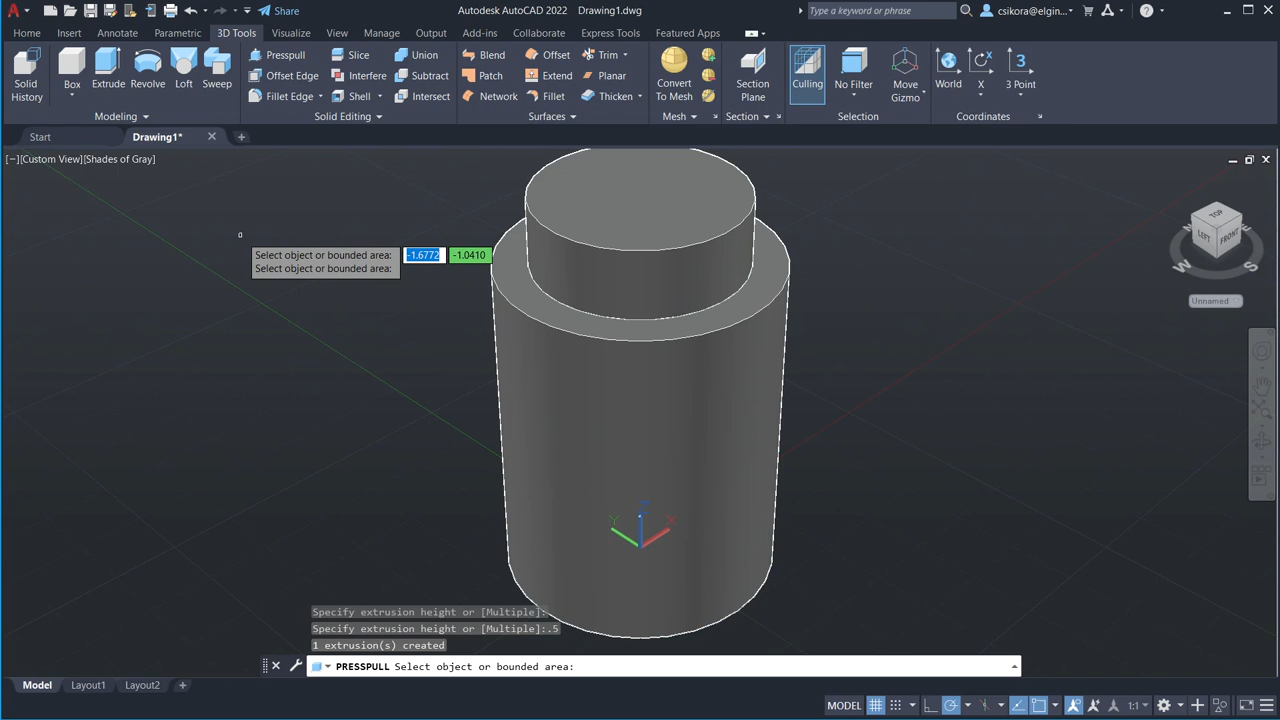 Share
Autodesk AutoCAD 2022 Drawing1.dwg
Type a keyword or phrase
csikora@elgin...
Home Insert Annotate Parametric 3D Tools Visualize View Manage Output Add-ins Collaborate Express Tools Featured Apps
Solid History
Box
Extrude
Revolve
Loft
Sweep
Modeling
Presspull Slice Union
Offset Edge Interfere Subtract
Fillet Edge Shell Intersect
Solid Editing
Blend Offset Trim
Patch Extend Planar
Network Fillet Thicken
Surfaces
Convert To Mesh
Mesh
Section Plane
Section
Culling
No Filter
Move Gizmo
Selection
World
X
3 Point
Coordinates
Start Drawing1*
[−][Custom View][Shades of Gray]
TOP
LEFT FRONT
W S
Unnamed
Select object or bounded area: -1.6772 -1.0410
Select object or bounded area:
Z
Y X
Specify extrusion height or [Multiple]:
Specify extrusion height or [Multiple]:.5
1 extrusion(s) created
PRESSPULL Select object or bounded area:
Model Layout1 Layout2
MODEL 1:1